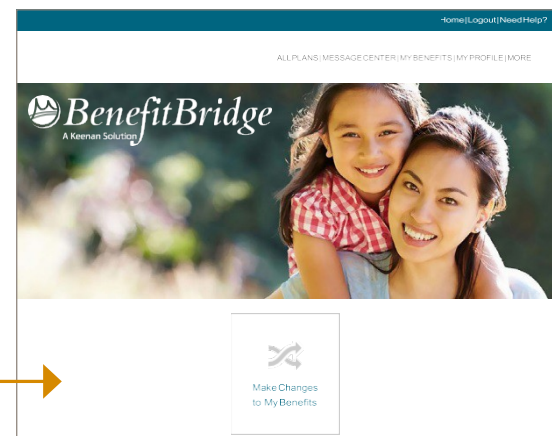 Home|Logout|Need Help?
ALL PLANS | MESSAGE CENTER | MY BENEFITS | MY PROFILE | MORE
BenefitBridge
A Keenan Solution
Make Changes
to My Benefits